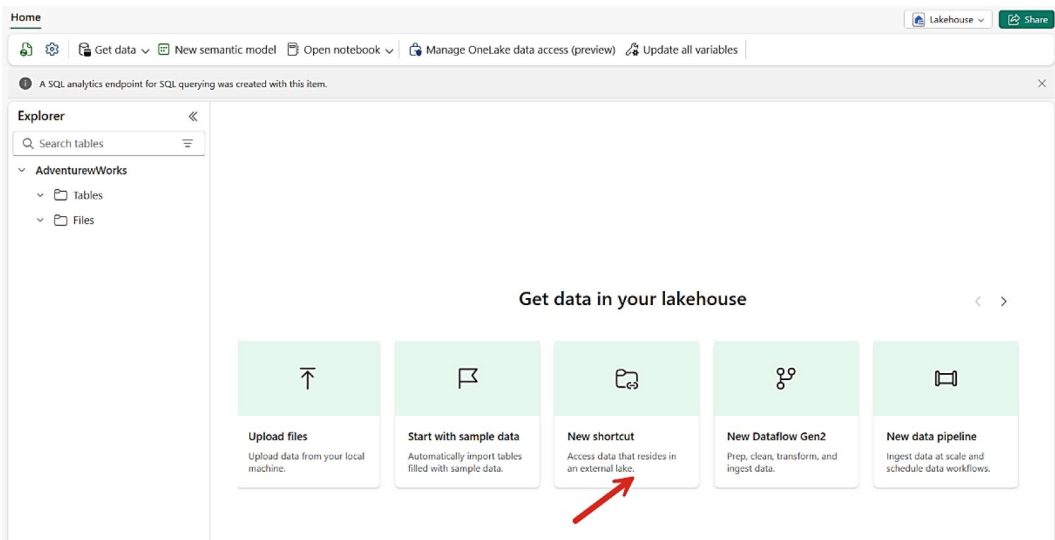 Home
Lakehouse
Share
Get data
New semantic model
Open notebook
Manage OneLake data access (preview)
Update all variables
A SQL analytics endpoint for SQL querying was created with this item.
Explorer
Search tables
AdventurewWorks
Tables
Files
Get data in your lakehouse
Upload files
Upload data from your local
machine.
Start with sample data
Automatically import tables
filled with sample data.
New shortcut
Access data that resides in
an external lake.
New Dataflow Gen2
Prep, clean, transform, and
ingest data.
New data pipeline
Ingest data at scale and
schedule data workflows.